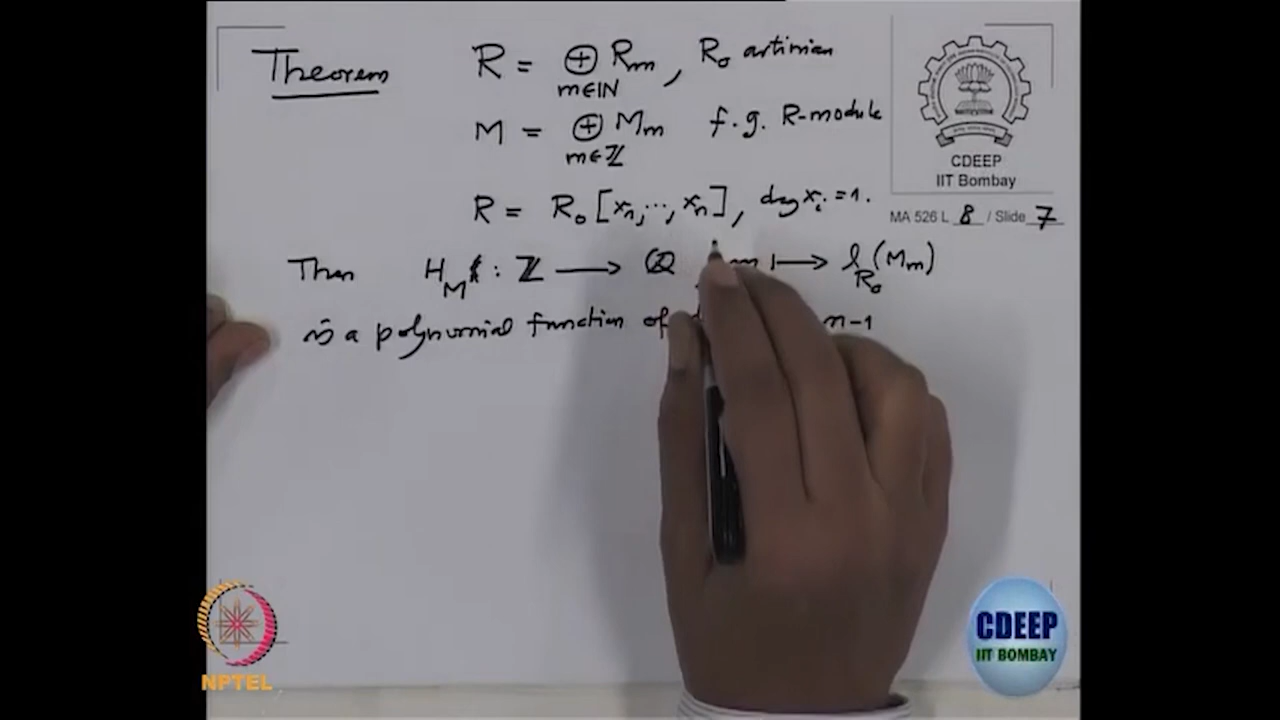 Theorem R = ⊕ R_m , R_0 artinian
m∈ℕ
M = ⊕ M_m f.g. R-module
m∈ℤ
CDEEP
IIT Bombay
R = R_0 [x_1, ..., x_n], deg x_i = 1.
MA 526 L 8 / Slide 7
Then H_M : ℤ → ℚ m ↦ ℓ_{R_0}(M_m)
is a polynomial function of n-1
NPTEL
CDEEP
IIT BOMBAY